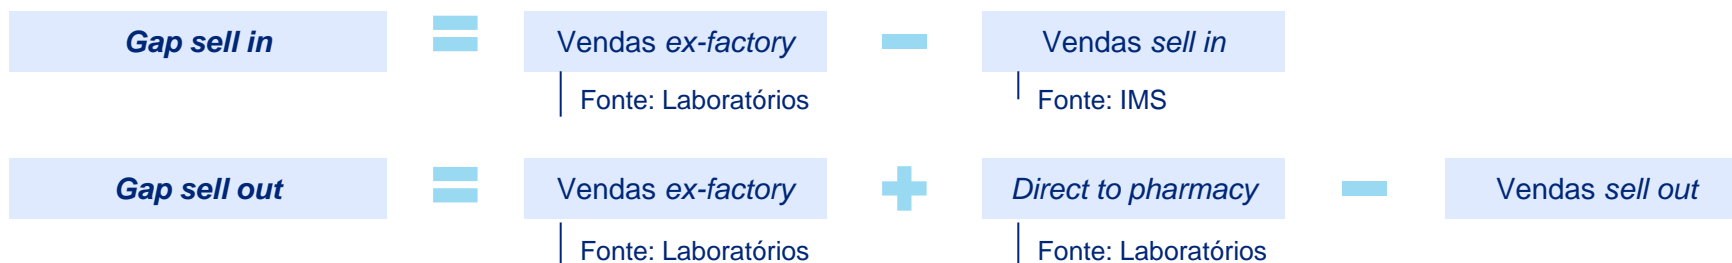 Gap sell in = Vendas ex-factory − Vendas sell in
Fonte: Laboratórios Fonte: IMS
Gap sell out = Vendas ex-factory + Direct to pharmacy − Vendas sell out
Fonte: Laboratórios Fonte: Laboratórios